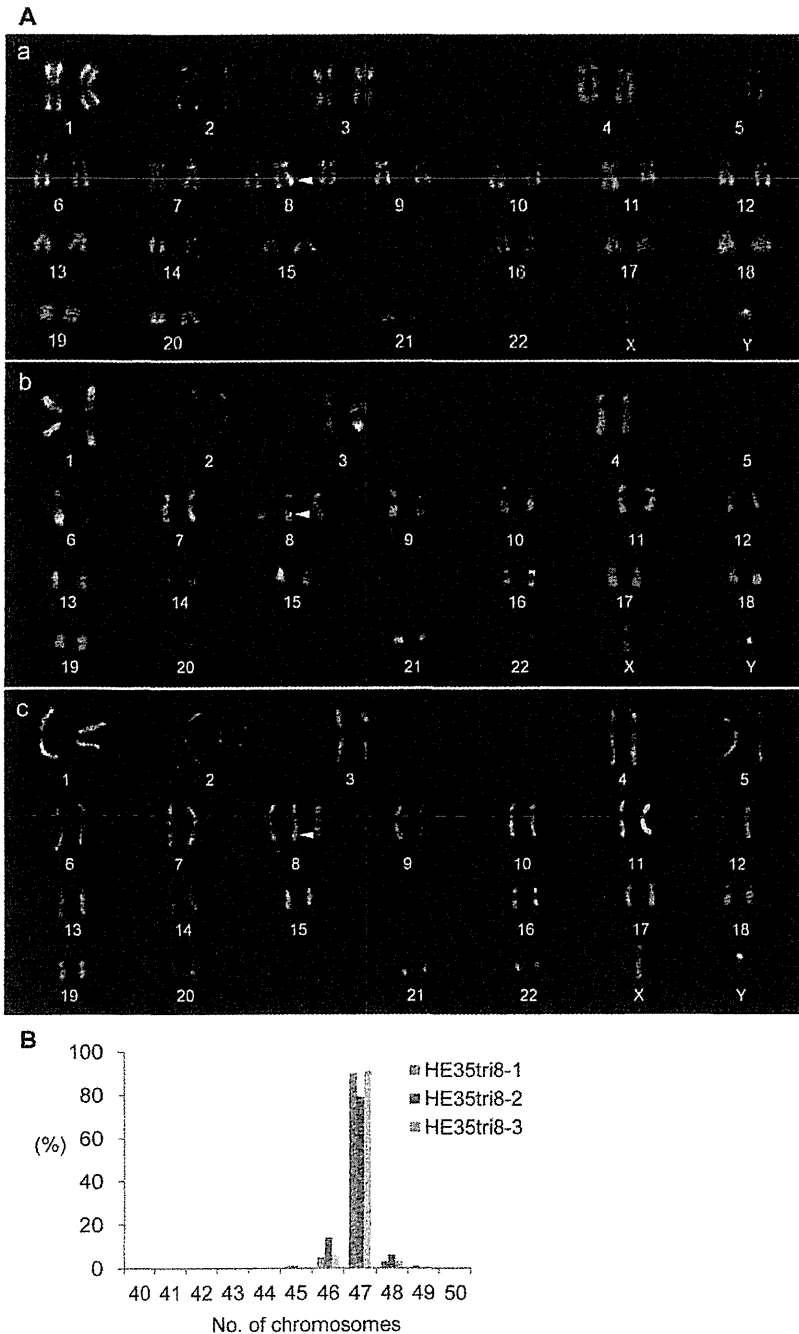 A
a
1 2 3 4 5
6 7 8 9 10 11 12
13 14 15 16 17 18
19 20 21 22 X Y
b
1 2 3 4 5
6 7 8 9 10 11 12
13 14 15 16 17 18
19 20 21 22 X Y
c
1 2 3 4 5
6 7 8 9 10 11 12
13 14 15 16 17 18
19 20 21 22 X Y
B
100
80
60
40
20
0
(%)
HE35tri8-1
HE35tri8-2
HE35tri8-3
40 41 42 43 44 45 46 47 48 49 50
No. of chromosomes